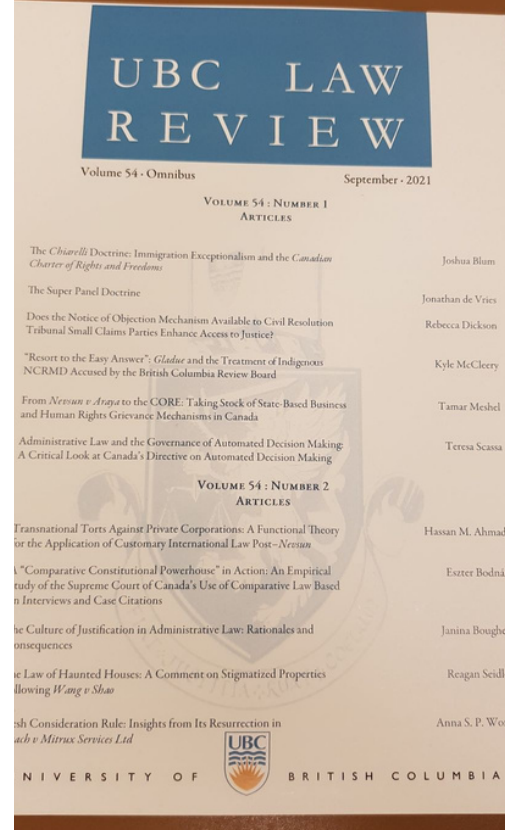 UBC LAW
REVIEW
Volume 54 · Omnibus
September · 2021
VOLUME 54 : NUMBER 1
ARTICLES
The Chiarelli Doctrine: Immigration Exceptionalism and the Canadian
Charter of Rights and Freedoms
Joshua Blum
The Super Panel Doctrine
Jonathan de Vries
Does the Notice of Objection Mechanism Available to Civil Resolution
Tribunal Small Claims Parties Enhance Access to Justice?
Rebecca Dickson
"Resort to the Easy Answer": Gladue and the Treatment of Indigenous
NCRMD Accused by the British Columbia Review Board
Kyle McCleery
From Nevsun v Araya to the CORE: Taking Stock of State-Based Business
and Human Rights Grievance Mechanisms in Canada
Tamar Meshel
Administrative Law and the Governance of Automated Decision Making:
A Critical Look at Canada's Directive on Automated Decision Making
Teresa Scassa
VOLUME 54 : NUMBER 2
ARTICLES
Transnational Torts Against Private Corporations: A Functional Theory
or the Application of Customary International Law Post–Nevsun
Hassan M. Ahmad
"Comparative Constitutional Powerhouse" in Action: An Empirical
tudy of the Supreme Court of Canada's Use of Comparative Law Based
n Interviews and Case Citations
Eszter Bodná
he Culture of Justification in Administrative Law: Rationales and
onsequences
Janina Boughe
e Law of Haunted Houses: A Comment on Stigmatized Properties
llowing Wang v Shao
Reagan Seidl
sh Consideration Rule: Insights from Its Resurrection in
ach v Mitrux Services Ltd
Anna S. P. Wo
UBC
NIVERSITY OF BRITISH COLUMBIA